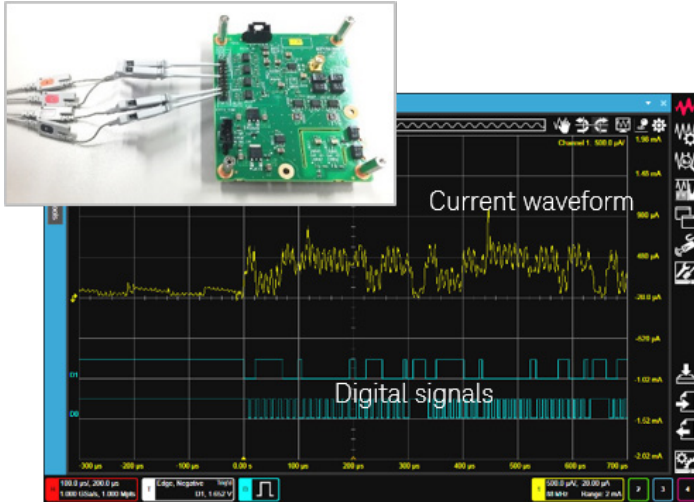 Channel 1, 500.0 µA/
1.98 mA
1.48 mA
980 µA
Current waveform
480 µA
-20.0 µA
-520 µA
D1
-1.02 mA
Digital signals
D0
-1.52 mA
-2.02 mA
-300 µs
-200 µs
-100 µs
0.00 s
100 µs
200 µs
300 µs
400 µs
500 µs
600 µs
700 µs
H
100.0 µs/, 200.0 µs
1.000 GSa/s, 1.000 Mpts
T
Edge, Negative
D1, 1.652 V
D
500.0 µA/, 20.00 µA
Range: 2 mA
2
3
4